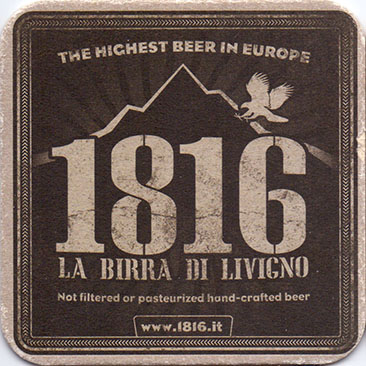 THE HIGHEST BEER IN EUROPE
1816
LA BIRRA DI LIVIGNO
Not filtered or pasteurized hand-crafted beer
www.1816.it